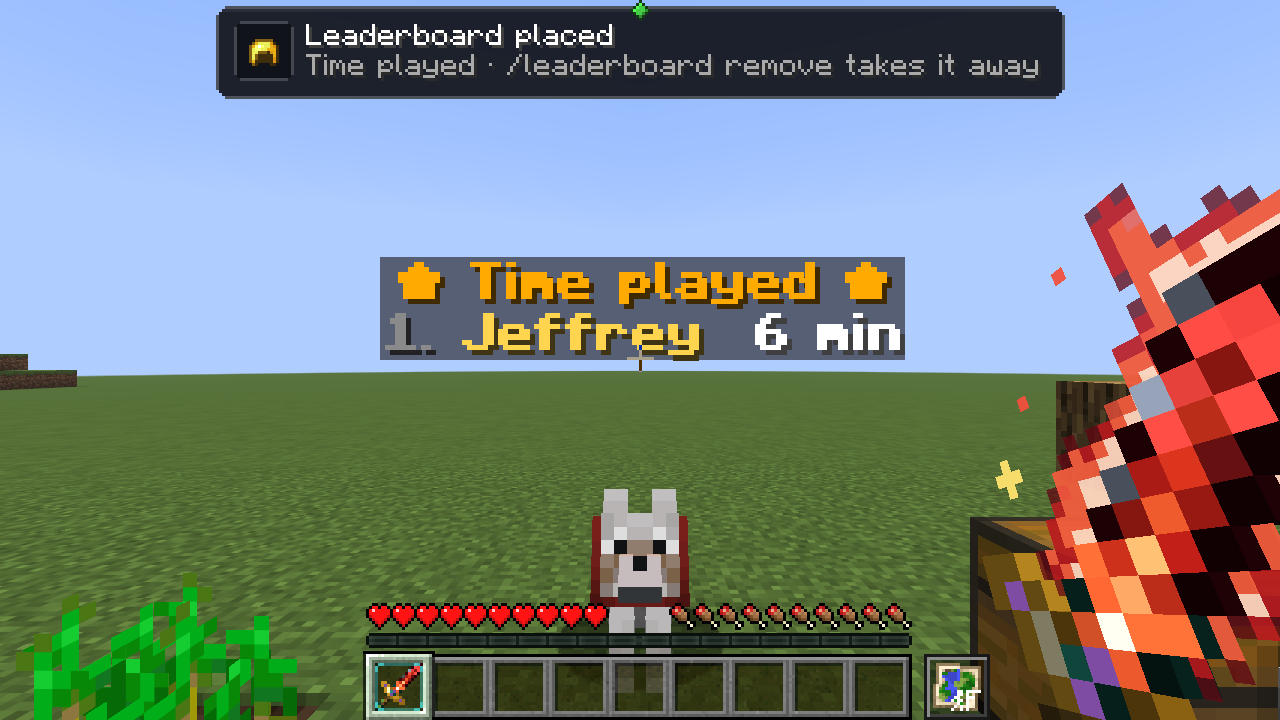 Leaderboard placed
Time played · /leaderboard remove takes it away
Time played
1. Jeffrey 6 min